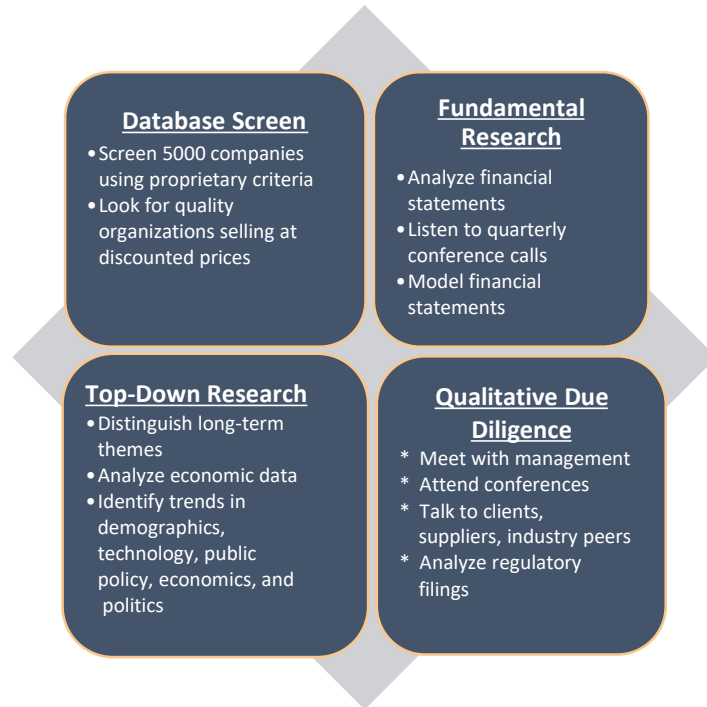 Database Screen
•Screen 5000 companies
using proprietary criteria
•Look for quality
organizations selling at
discounted prices
Fundamental
Research
•Analyze financial
statements
•Listen to quarterly
conference calls
•Model financial
statements
Top-Down Research
•Distinguish long-term
themes
•Analyze economic data
•Identify trends in
demographics,
technology, public
policy, economics, and
politics
Qualitative Due
Diligence
* Meet with management
* Attend conferences
* Talk to clients,
suppliers, industry peers
* Analyze regulatory
filings